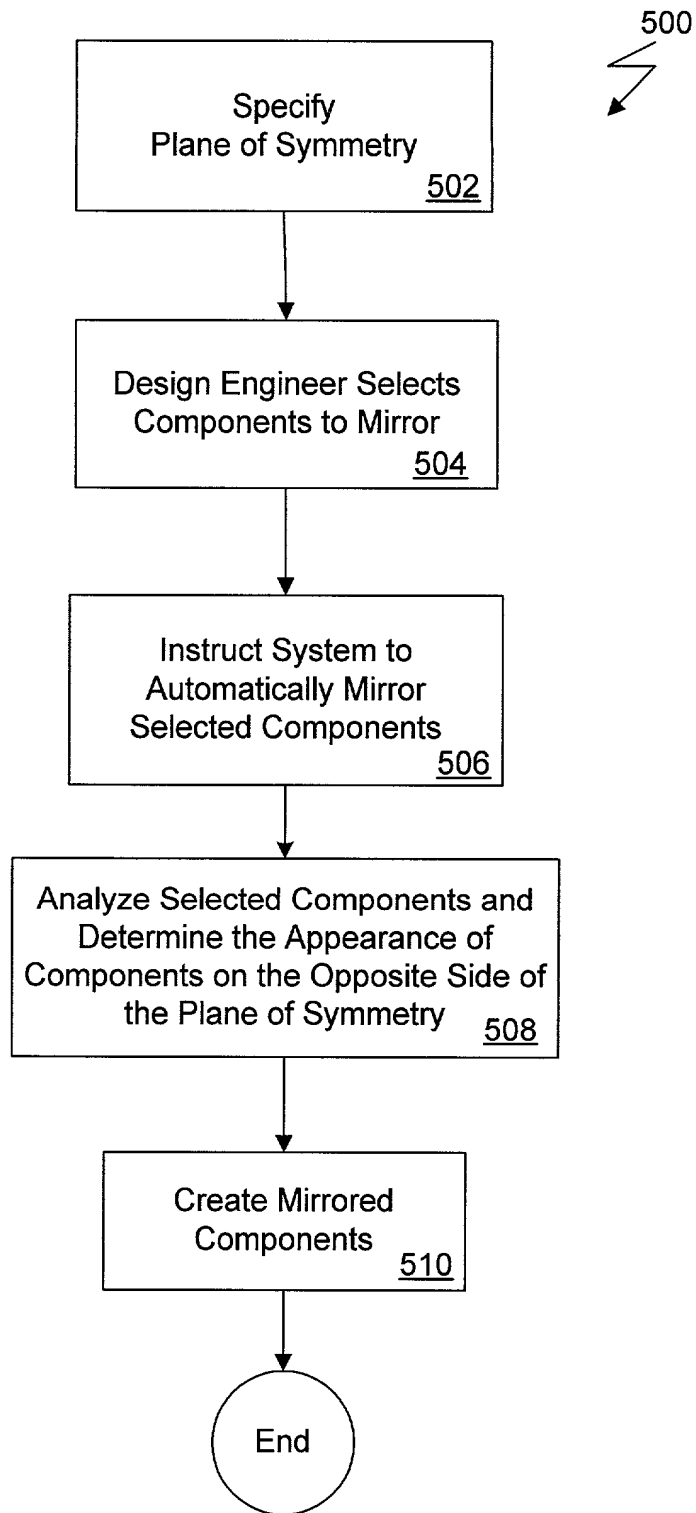 500
Specify
Plane of Symmetry
502
Design Engineer Selects
Components to Mirror
504
Instruct System to
Automatically Mirror
Selected Components
506
Analyze Selected Components and
Determine the Appearance of
Components on the Opposite Side of
the Plane of Symmetry
508
Create Mirrored
Components
510
End